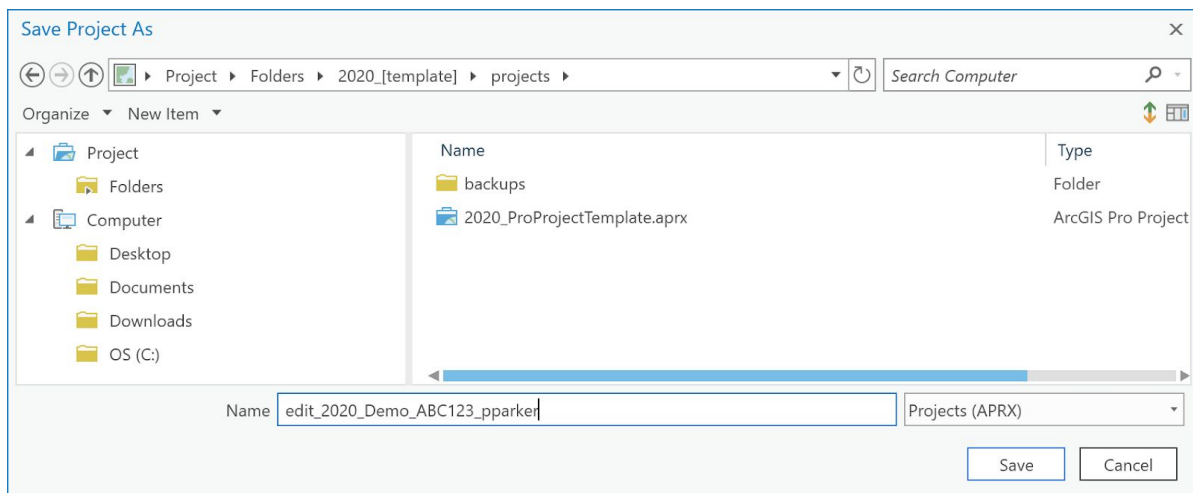 Save Project As
Project Folders 2020_[template] projects
Search Computer
Organize New Item
Project
Folders
Computer
Desktop
Documents
Downloads
OS (C:)
Name Type
backups Folder
2020_ProProjectTemplate.aprx ArcGIS Pro Project
Name edit_2020_Demo_ABC123_pparker Projects (APRX)
Save Cancel